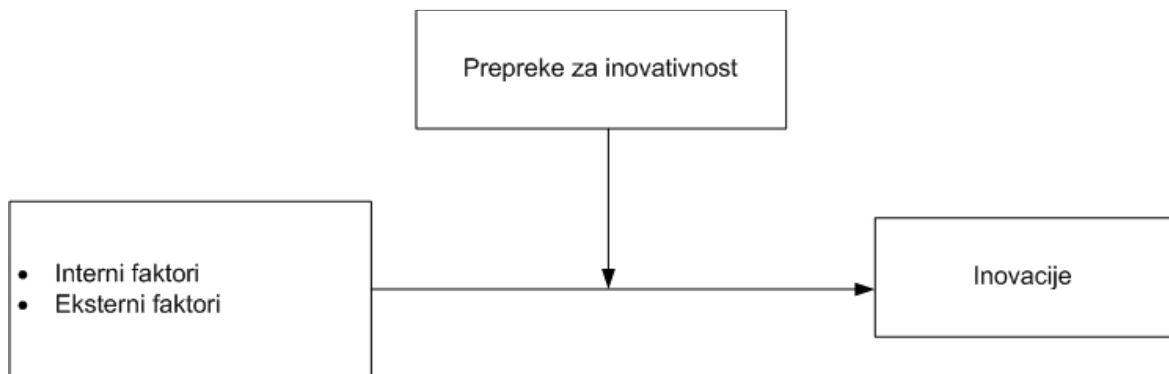 Prepreke za inovativnost
• Interni faktori
• Eksterni faktori
Inovacije